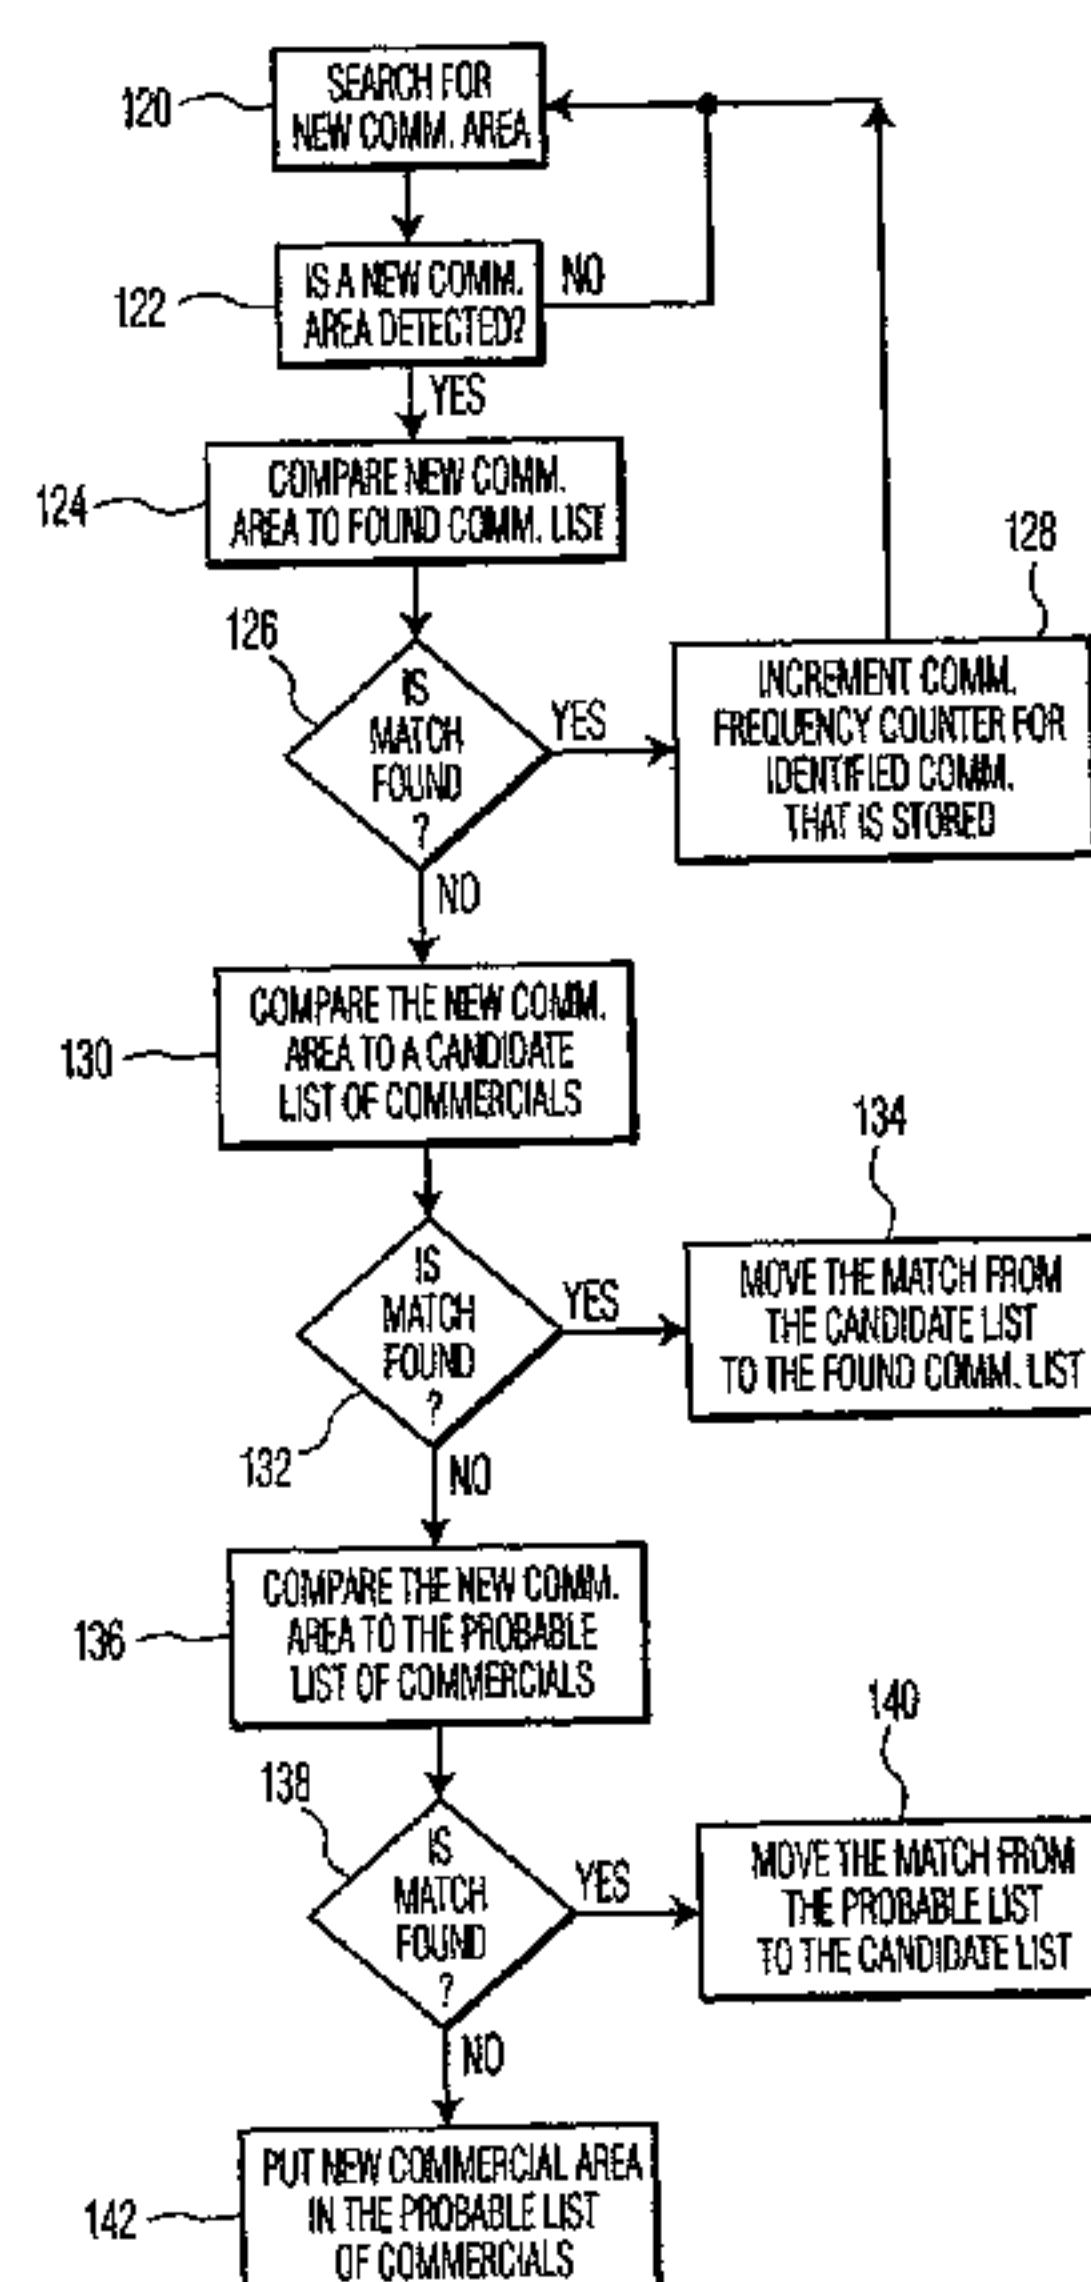 120
SEARCH FOR
NEW COMM. AREA
122
IS A NEW COMM.
AREA DETECTED?
NO
YES
124
COMPARE NEW COMM.
AREA TO FOUND COMM. LIST
126
IS
MATCH
FOUND
?
YES
128
INCREMENT COMM.
FREQUENCY COUNTER FOR
IDENTIFIED COMM.
THAT IS STORED
NO
130
COMPARE THE NEW COMM.
AREA TO A CANDIDATE
LIST OF COMMERCIALS
132
IS
MATCH
FOUND
?
YES
134
MOVE THE MATCH FROM
THE CANDIDATE LIST
TO THE FOUND COMM. LIST
NO
136
COMPARE THE NEW COMM.
AREA TO THE PROBABLE
LIST OF COMMERCIALS
138
IS
MATCH
FOUND
?
YES
140
MOVE THE MATCH FROM
THE PROBABLE LIST
TO THE CANDIDATE LIST
NO
142
PUT NEW COMMERCIAL AREA
IN THE PROBABLE LIST
OF COMMERCIALS